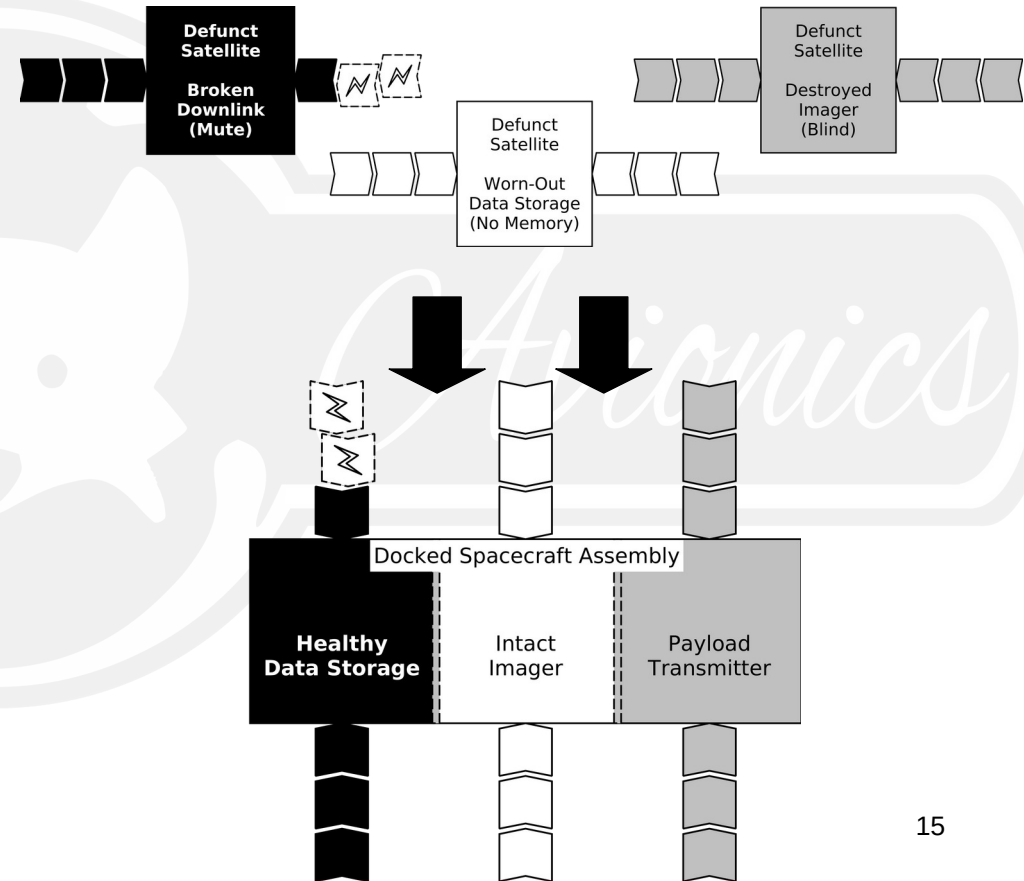 Defunct
Satellite
Broken
Downlink
(Mute)
Defunct
Satellite
Worn-Out
Data Storage
(No Memory)
Defunct
Satellite
Destroyed
Imager
(Blind)
Avionics
Docked Spacecraft Assembly
Healthy
Data Storage
Intact
Imager
Payload
Transmitter
15